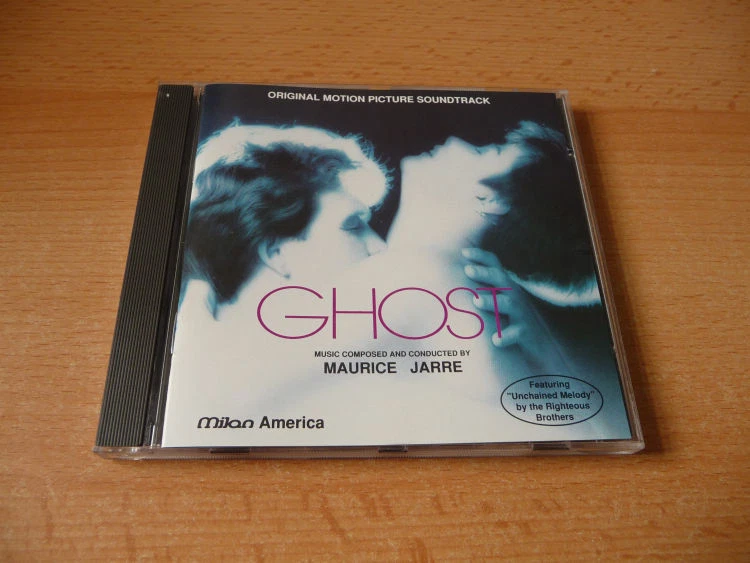 ORIGINAL MOTION PICTURE SOUNDTRACK
GHOST
MUSIC COMPOSED AND CONDUCTED BY
MAURICE JARRE
Featuring
"Unchained Melody"
by the Righteous
Brothers
milan America